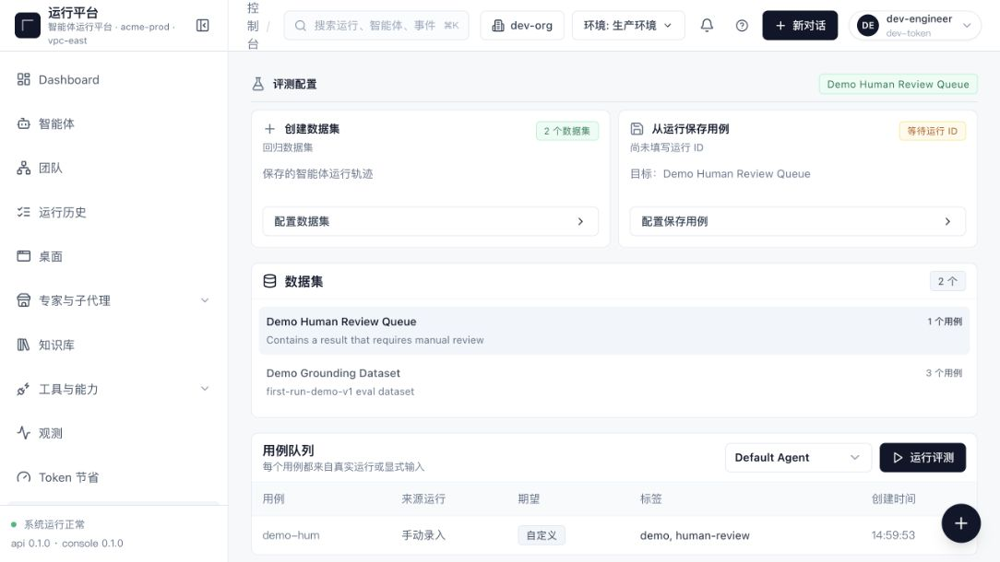 运行平台
智能体运行平台 · acme-prod ·
vpc-east
Dashboard
智能体
团队
运行历史
桌面
专家与子代理
知识库
工具与能力
观测
Token 节省
系统运行正常
api 0.1.0 · console 0.1.0
控
制
台
/
搜索运行、智能体、事件 ⌘K
dev-org
环境: 生产环境
新对话
DE
dev-engineer
dev-token
评测配置
Demo Human Review Queue
创建数据集
2 个数据集
回归数据集
保存的智能体运行轨迹
配置数据集
从运行保存用例
等待运行 ID
尚未填写运行 ID
目标: Demo Human Review Queue
配置保存用例
数据集
2 个
Demo Human Review Queue
1 个用例
Contains a result that requires manual review
Demo Grounding Dataset
3 个用例
first-run-demo-v1 eval dataset
用例队列
每个用例都来自真实运行或显式输入
Default Agent
运行评测
用例 来源运行 期望 标签 创建时间
demo-hum 手动录入 自定义 demo, human-review 14:59:53